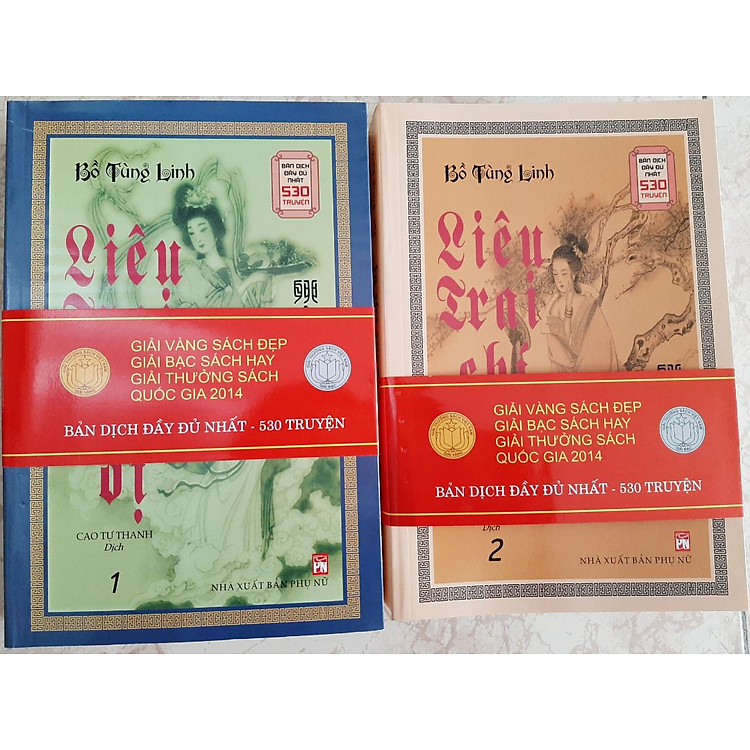 Bồ Tùng Linh
BẢN DỊCH
ĐẦY ĐỦ
NHẤT
530
TRUYỆN
Liêu
GIẢI VÀNG SÁCH ĐẸP
GIẢI BẠC SÁCH HAY
GIẢI THƯỞNG SÁCH
QUỐC GIA 2014
BẢN DỊCH ĐẦY ĐỦ NHẤT - 530 TRUYỆN
dị
CAO TỰ THANH
Dịch
1
PN
NHÀ XUẤT BẢN PHỤ NỮ
Bồ Tùng Linh
BẢN DỊCH
ĐẦY ĐỦ
NHẤT
530
TRUYỆN
Liêu
Trai
chí
GIẢI VÀNG SÁCH ĐẸP
GIẢI BẠC SÁCH HAY
GIẢI THƯỞNG SÁCH
QUỐC GIA 2014
BẢN DỊCH ĐẦY ĐỦ NHẤT - 530 TRUYỆN
Dịch
2
PN
NHÀ XUẤT BẢN PHỤ NỮ